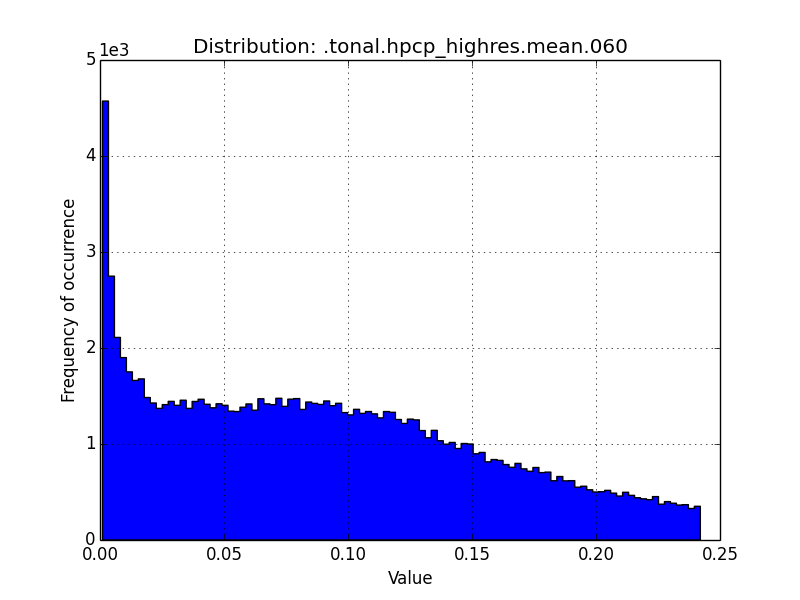 Distribution: .tonal.hpcp_highres.mean.060
1e3
5
4
3
2
1
0
0.00 0.05 0.10 0.15 0.20 0.25
Value
Frequency of occurrence